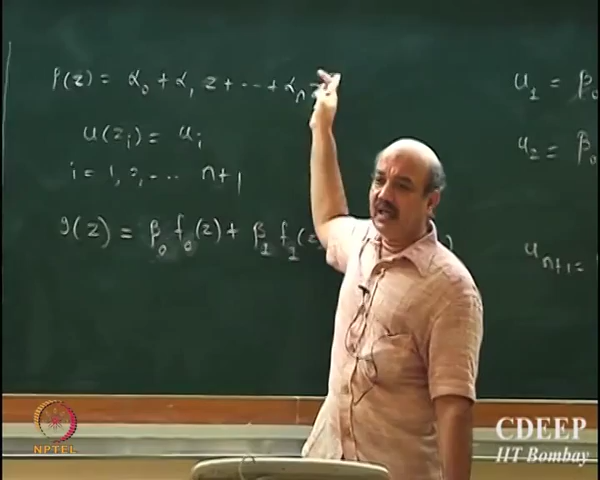 p(z) = α₀ + α₁ z + ··· + αₙ z
u(zᵢ) = uᵢ
i = 1, 2, ... n+1
g(z) = β₀ f₀(z) + β₁ f₁(z
u₁ = β₀
u₂ = β₀
uₙ₊₁ =
NPTEL
CDEEP
IIT Bombay